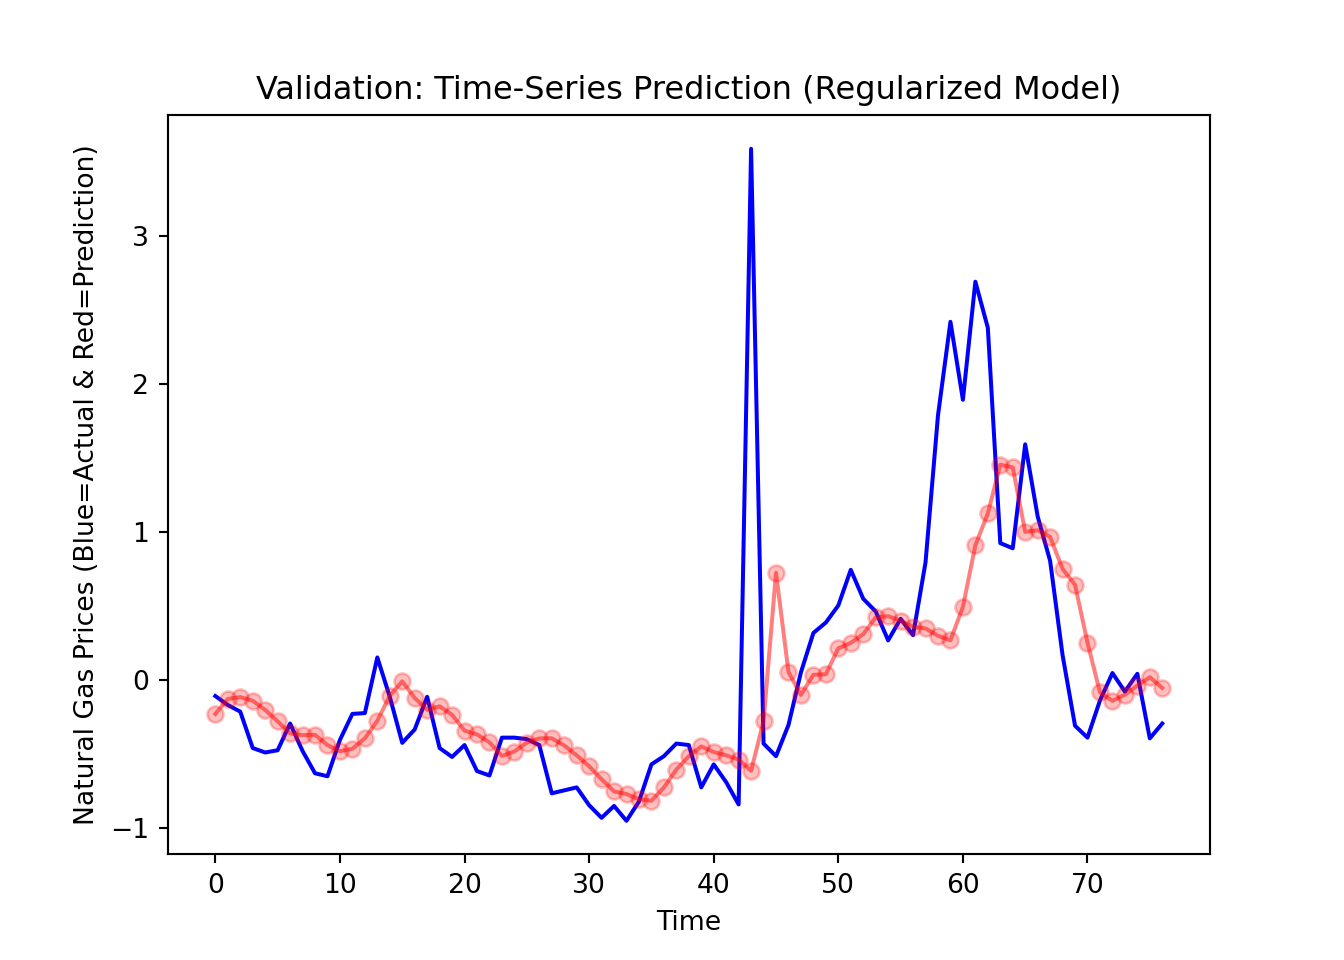 Validation: Time-Series Prediction (Regularized Model)
Natural Gas Prices (Blue=Actual & Red=Prediction)
3
2
1
0
−1
0 10 20 30 40 50 60 70
Time